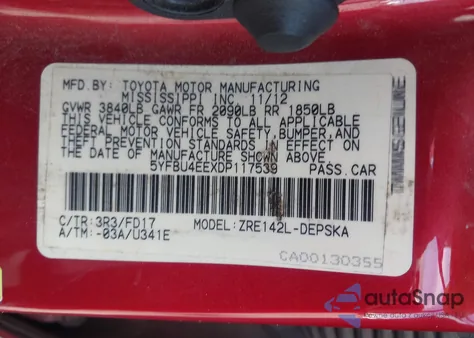 MFD.BY: TOYOTA MOTOR MANUFACTURING
MISSISSIPPI INC. 11/12
GVWR 3840LB GAWR FR 2090LB RR 1850LB
THIS VEHICLE CONFORMS TO ALL APPLICABLE
FEDERAL MOTOR VEHICLE SAFETY,BUMPER,AND
THEFT PREVENTION STANDARDS IN EFFECT ON
THE DATE OF MANUFACTURE SHOWN ABOVE.
5YFBU4EEXDP117539 PASS.CAR
C/TR:3R3/FD17 MODEL:ZRE142L-DEPSKA
A/TM:-03A/U341E
CA00130355
autoSnap